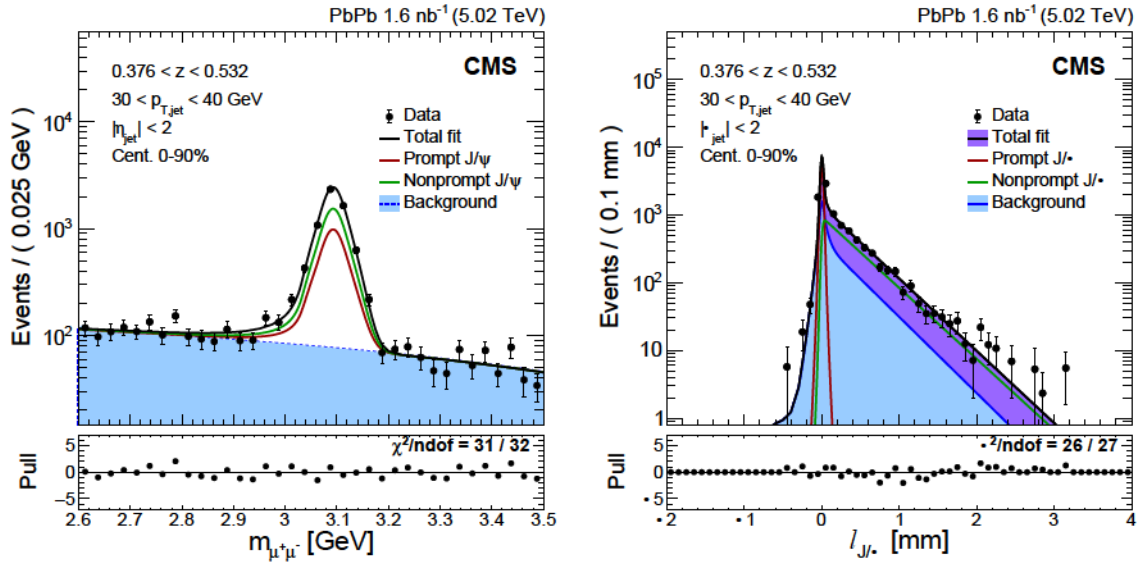 PbPb 1.6 nb⁻¹ (5.02 TeV)
CMS
0.376 < z < 0.532
30 < p_T,jet < 40 GeV
|η_jet| < 2
Cent. 0-90%
Data
Total fit
Prompt J/ψ
Nonprompt J/ψ
Background
Events / ( 0.025 GeV)
10⁴
10³
10²
χ²/ndof = 31 / 32
Pull
5
0
−5
2.6 2.7 2.8 2.9 3 3.1 3.2 3.3 3.4 3.5
m_μ⁺μ⁻ [GeV]
PbPb 1.6 nb⁻¹ (5.02 TeV)
CMS
0.376 < z < 0.532
30 < p_T,jet < 40 GeV
|•_jet| < 2
Cent. 0-90%
Data
Total fit
Prompt J/•
Nonprompt J/•
Background
Events / ( 0.1 mm)
10⁵
10⁴
10³
10²
10
1
•²/ndof = 26 / 27
Pull
5
0
•5
•2 •1 0 1 2 3 4
l_J/• [mm]